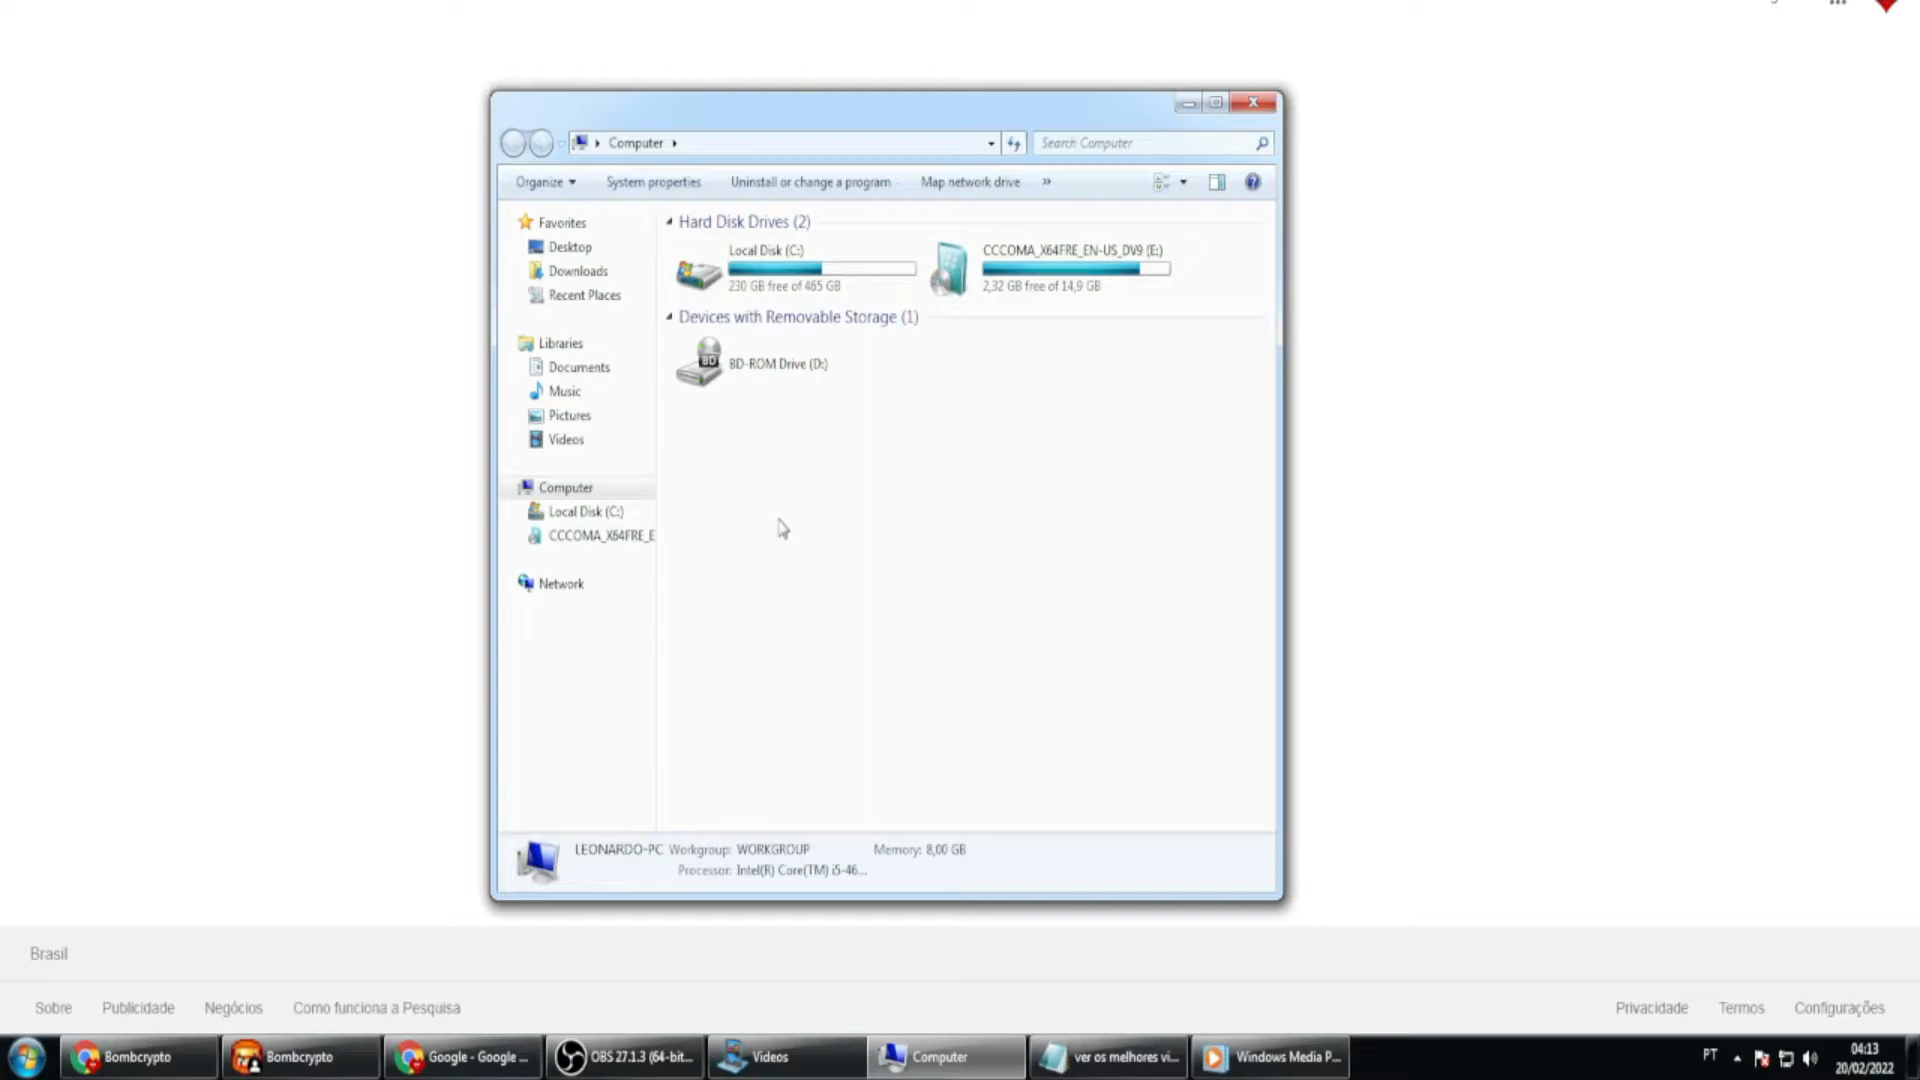 Computer
Search Computer
Organize
System properties
Uninstall or change a program
Map network drive
»
Favorites
Desktop
Downloads
Recent Places
Libraries
Documents
Music
Pictures
Videos
Computer
Local Disk (C:)
CCCOMA_X64FRE_E
Network
Hard Disk Drives (2)
Local Disk (C:)
230 GB free of 465 GB
CCCOMA_X64FRE_EN-US_DV9 (E:)
2,32 GB free of 14,9 GB
Devices with Removable Storage (1)
BD
BD-ROM Drive (D:)
LEONARDO-PC Workgroup: WORKGROUP Memory: 8,00 GB
Processor: Intel(R) Core(TM) i5-46...
Brasil
Sobre Publicidade Negócios Como funciona a Pesquisa
Privacidade Termos Configurações
Bombcrypto
Bombcrypto
Google - Google ...
OBS 27.1.3 (64-bit...
Videos
Computer
ver os melhores vi...
Windows Media P...
PT
04:13
20/02/2022